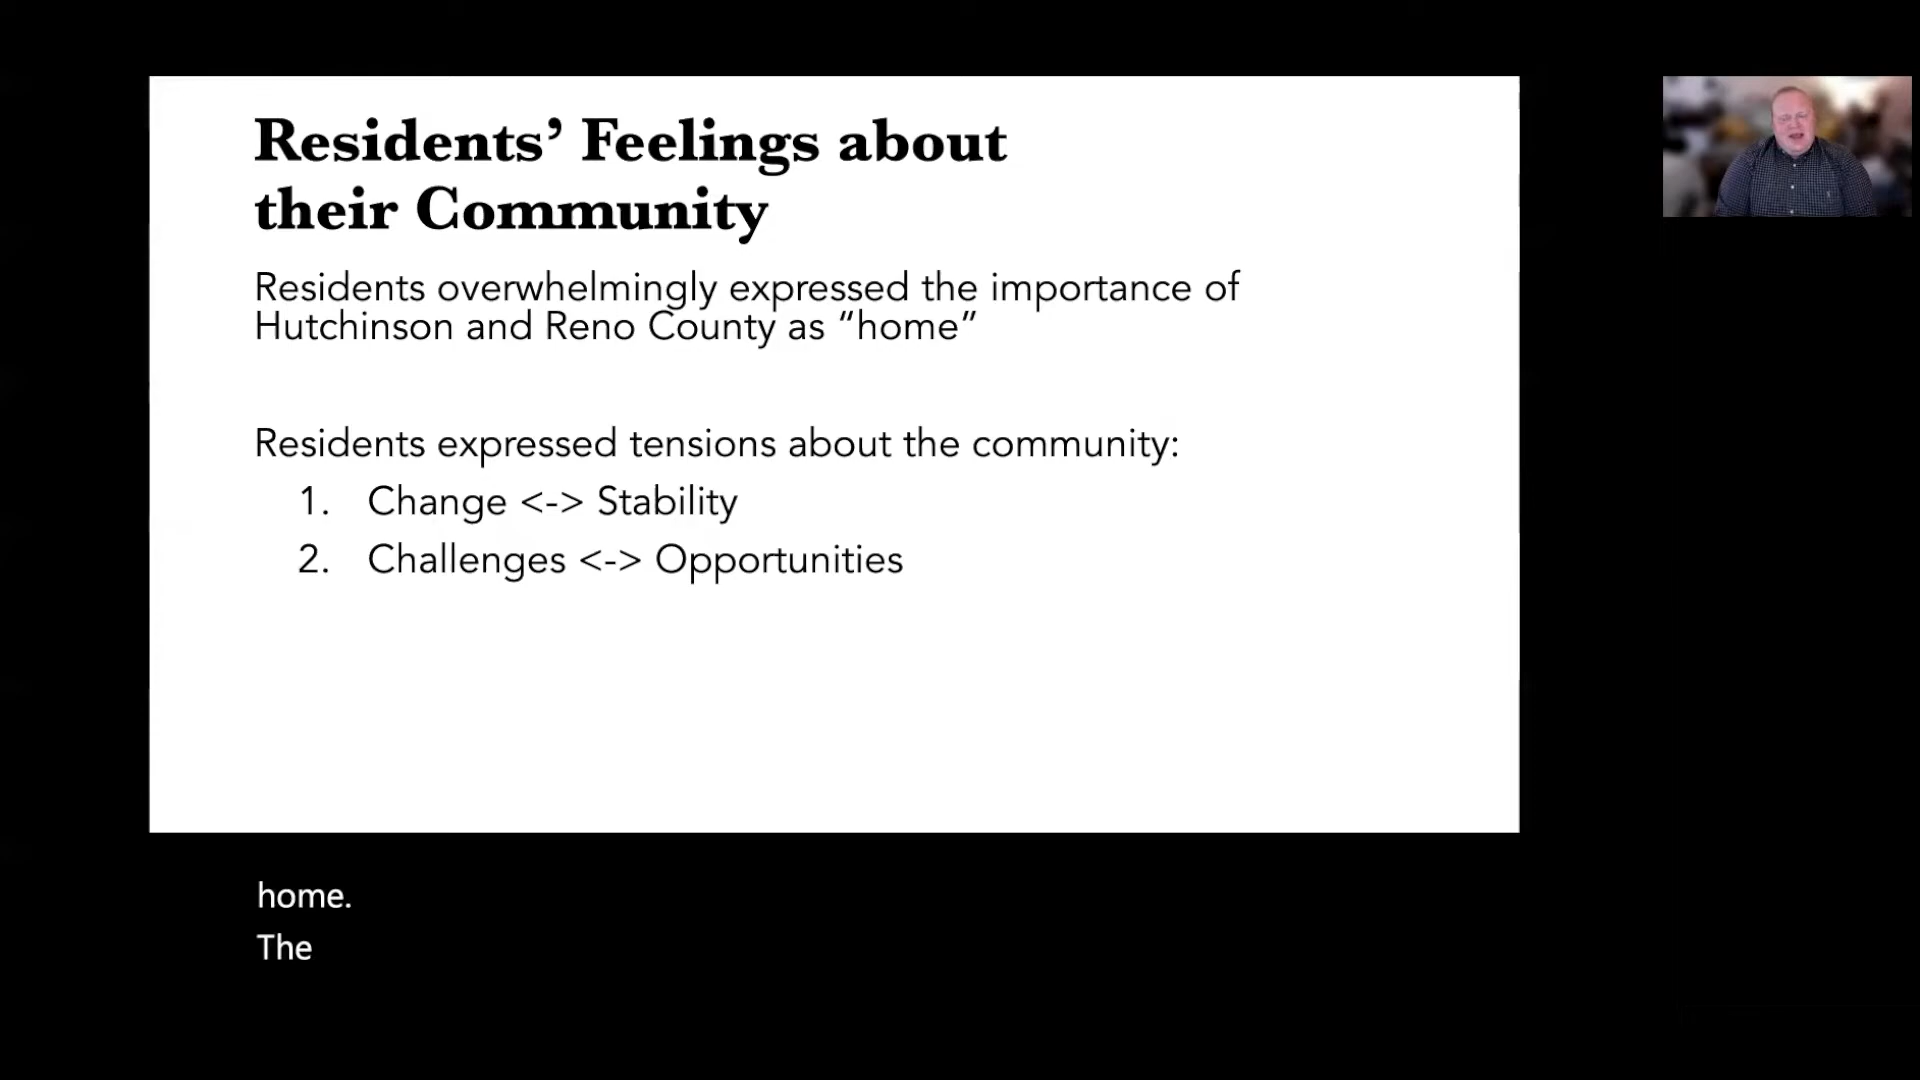 Residents’ Feelings about
their Community
Residents overwhelmingly expressed the importance of
Hutchinson and Reno County as “home”
Residents expressed tensions about the community:
1. Change <-> Stability
2. Challenges <-> Opportunities
home.
The